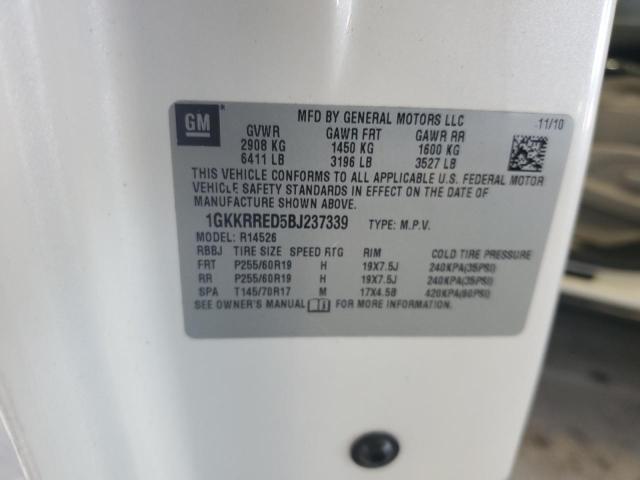 GM
MFD BY GENERAL MOTORS LLC 11/10
GVWR GAWR FRT GAWR RR
2908 KG 1450 KG 1600 KG
6411 LB 3196 LB 3527 LB
THIS VEHICLE CONFORMS TO ALL APPLICABLE U.S. FEDERAL MOTOR
VEHICLE SAFETY STANDARDS IN EFFECT ON THE DATE OF
MANUFACTURE SHOWN ABOVE.
1GKKRRED5BJ237339 TYPE: M.P.V.
MODEL: R14526
RBBJ TIRE SIZE SPEED RTG RIM COLD TIRE PRESSURE
FRT P255/60R19 H 19X7.5J 240KPA(35PSI)
RR P255/60R19 H 19X7.5J 240KPA(35PSI)
SPA T145/70R17 M 17X4.5B 420KPA(60PSI)
SEE OWNER'S MANUAL FOR MORE INFORMATION.